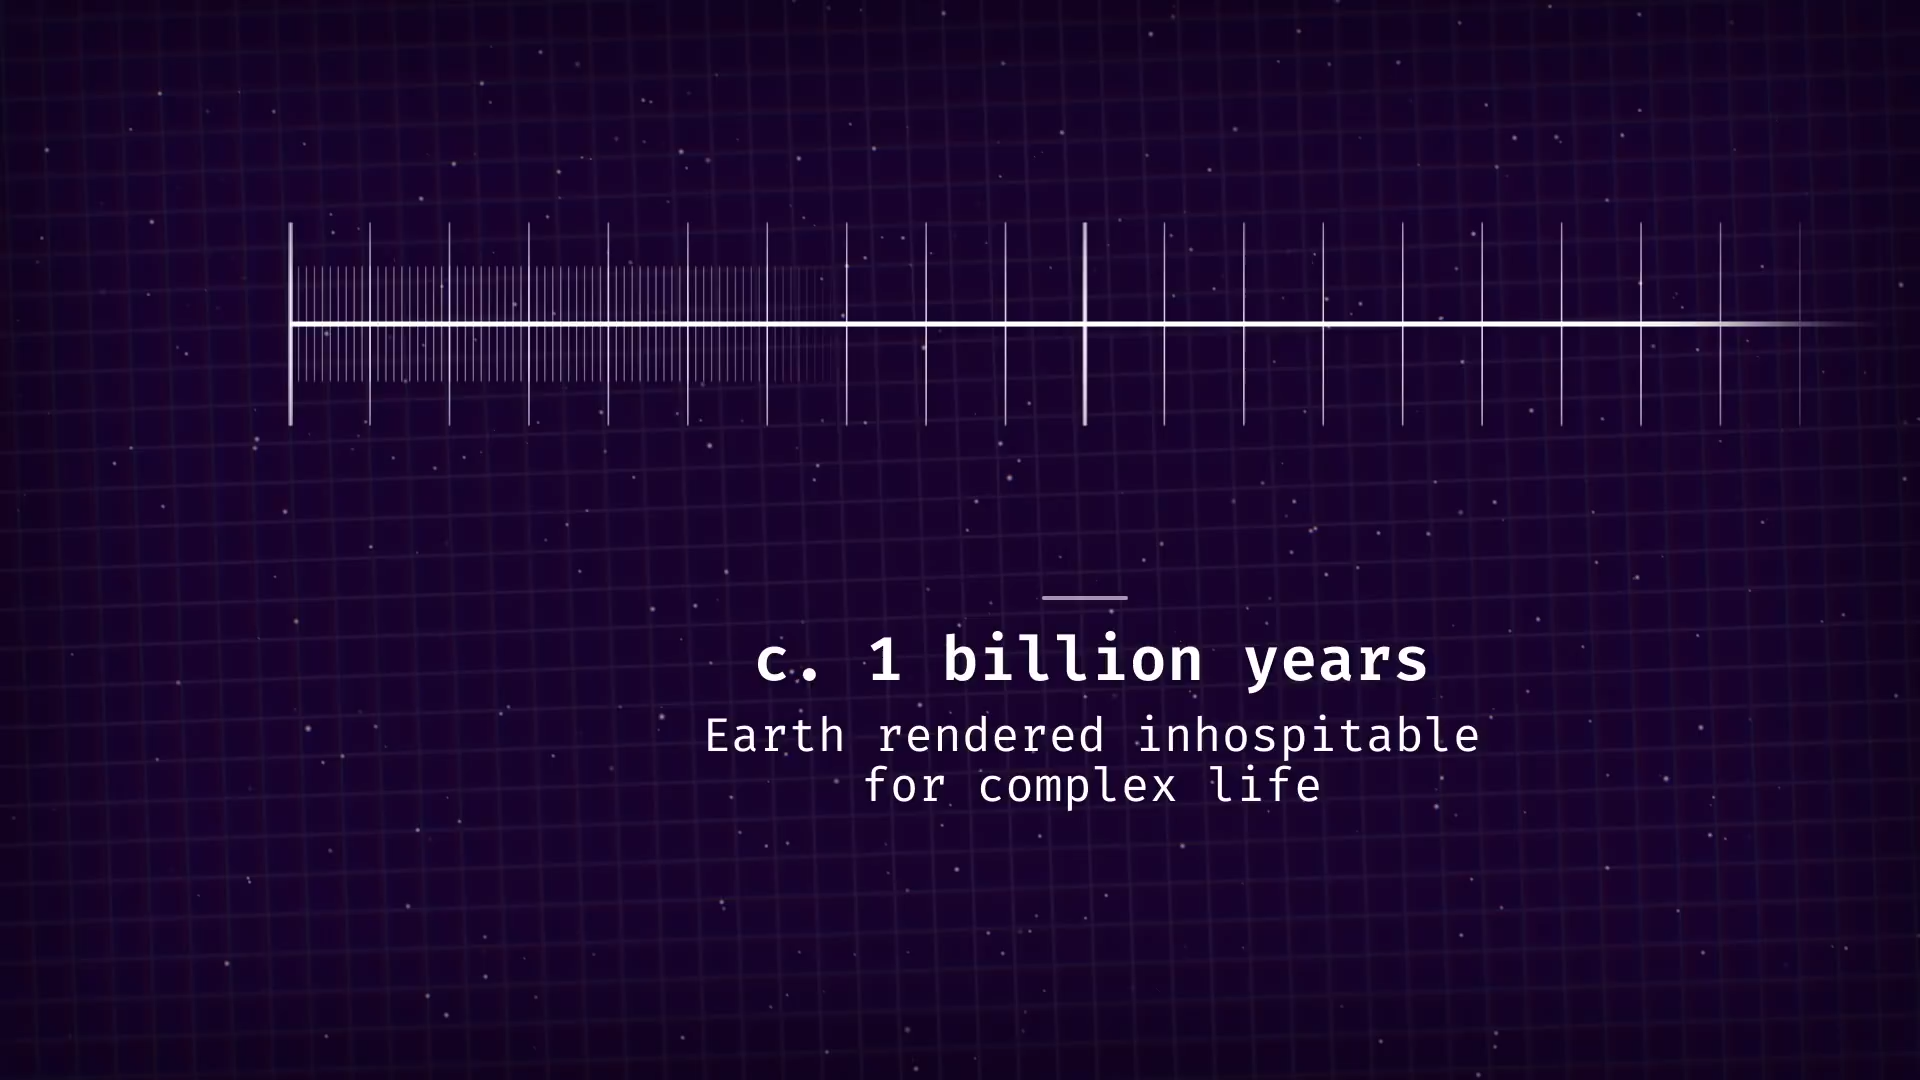 c. 1 billion years
Earth rendered inhospitable
for complex life